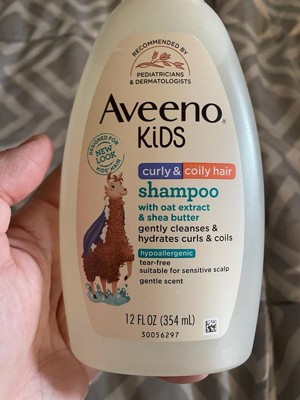 RECOMMENDED BY
PEDIATRICIANS
& DERMATOLOGISTS
Aveeno®
KiDS
DESIGNED FOR
NEW
LOOK
KIDS' HAIR
curly & coily hair
shampoo
with oat extract
& shea butter
gently cleanses &
hydrates curls & coils
hypoallergenic
tear-free
suitable for sensitive scalp
gentle scent
12 FL OZ (354 mL)
30056297